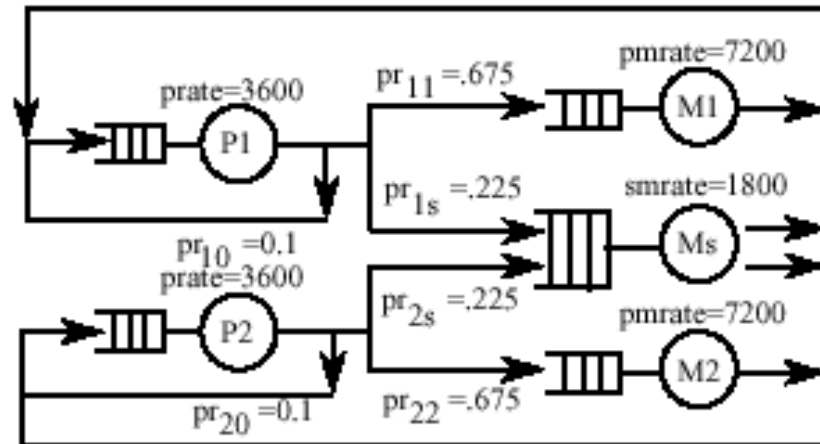 pmrate=7200
pr11 =.675
prate=3600
P1
M1
pr1s =.225
smrate=1800
Ms
pr10 =0.1
prate=3600
pr2s =.225
pmrate=7200
P2
M2
pr20 =0.1
pr22 =.675